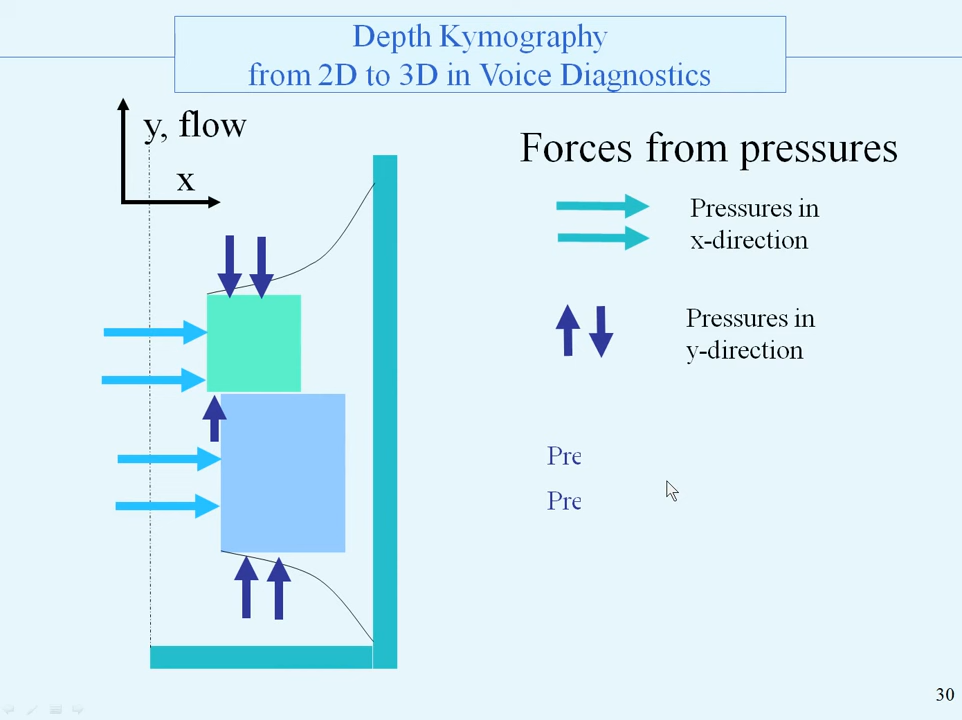 Depth Kymography
from 2D to 3D in Voice Diagnostics
y, flow
x
Forces from pressures
Pressures in
x-direction
Pressures in
y-direction
Pre
Pre
30